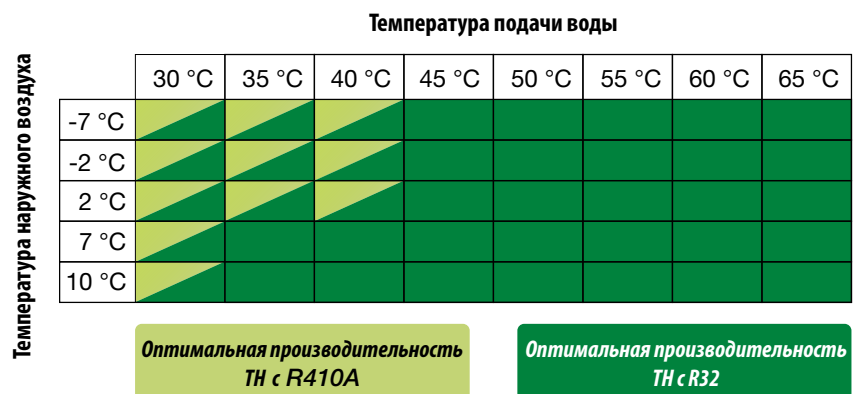 Температура подачи воды
Температура наружного воздуха
30 °C 35 °C 40 °C 45 °C 50 °C 55 °C 60 °C 65 °C
-7 °C
-2 °C
2 °C
7 °C
10 °C
Оптимальная производительность
ТН с R410A
Оптимальная производительность
ТН с R32